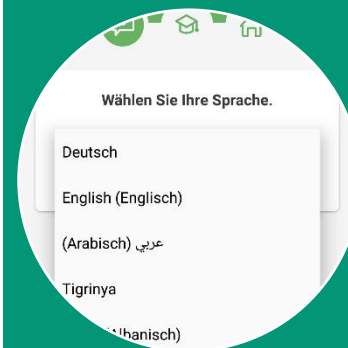 Wählen Sie Ihre Sprache.
Deutsch
English (Englisch)
عربي (Arabisch)
Tigrinya